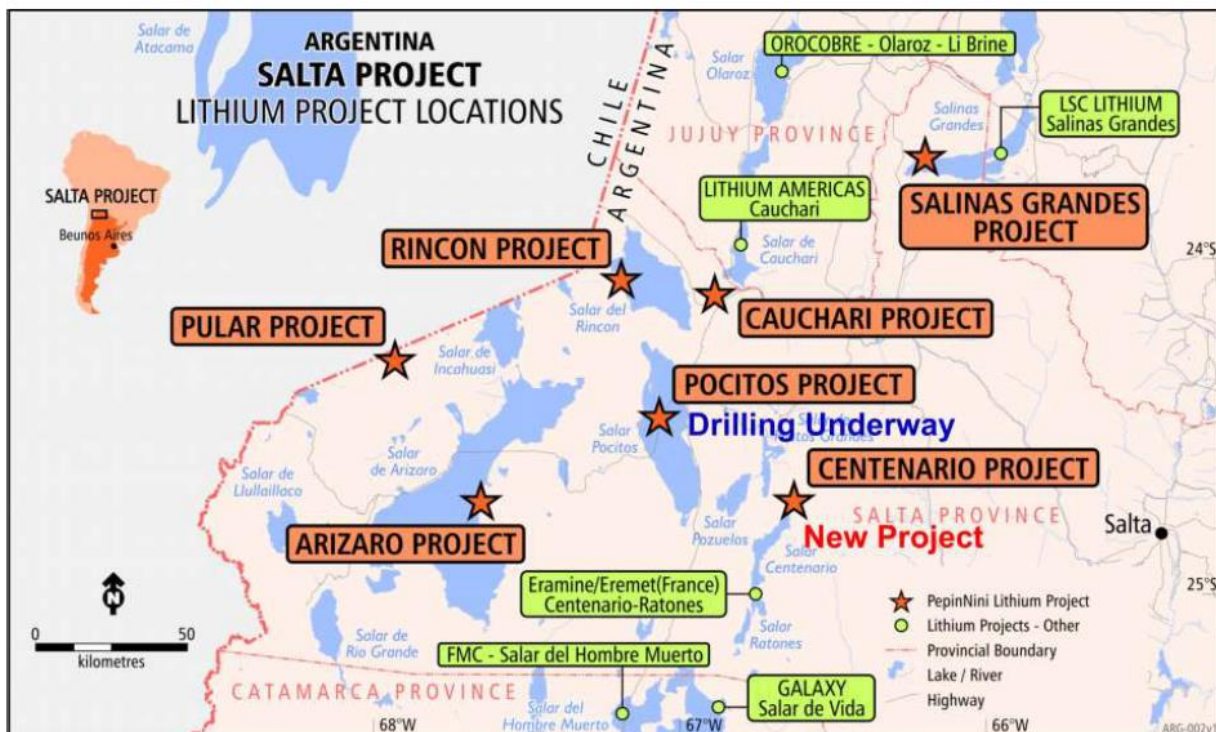 ARGENTINA
SALTA PROJECT
LITHIUM PROJECT LOCATIONS
Salar de
Atacama
CHILE
ARGENTINA
Salar
Olaroz
OROCOBRE - Olaroz - Li Brine
JUJUY PROVINCE
Salinas
Grandes
LSC LITHIUM
Salinas Grandes
SALTA PROJECT
Beunos Aires
LITHIUM AMERICAS
Cauchari
SALINAS GRANDES
PROJECT
RINCON PROJECT
Salar de
Cauchari
24°S
Salar del
Rincon
CAUCHARI PROJECT
PULAR PROJECT
Salar de
Incahuasi
POCITOS PROJECT
Drilling Underway
Salar
Pocitos
CENTENARIO PROJECT
New Project
Salar
de Arizaro
Salar de
Llullaillaco
ARIZARO PROJECT
Salar
Pozuelos
SALTA PROVINCE
Salta
Salar
Centenario
25°S
Eramine/Eremet(France)
Centenario-Ratones
Salar
Ratones
N
0 50
kilometres
Salar de
Rio Grande
FMC - Salar del Hombre Muerto
CATAMARCA PROVINCE
GALAXY
Salar de Vida
Salar del
Hombre Muerto
68°W
67°W
66°W
PepinNini Lithium Project
Lithium Projects - Other
Provincial Boundary
Lake / River
Highway
ARG-002v1